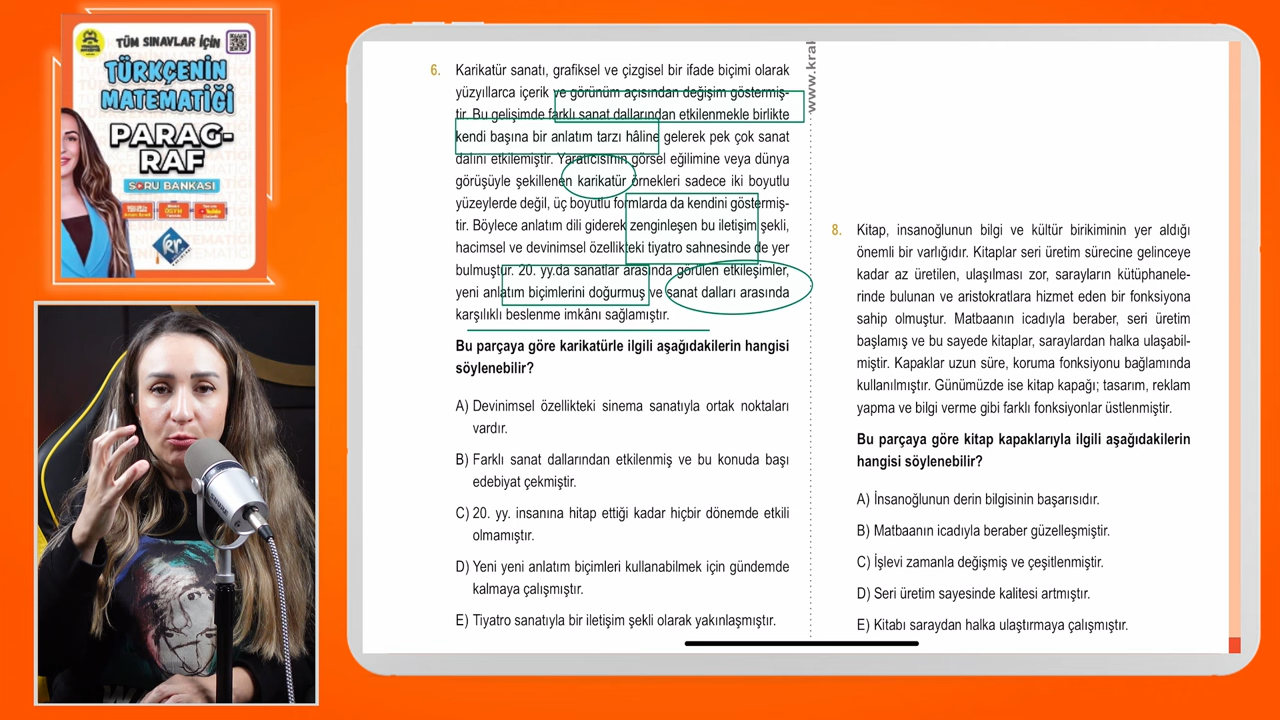 TÜM SINAVLAR İÇİN
TÜRKÇENİN
MATEMATİĞİ
PARAG-
RAF
SORU BANKASI
www.kral
6. Karikatür sanatı, grafiksel ve çizgisel bir ifade biçimi olarak
yüzyıllarca içerik ve görünüm açısından değişim göstermiş-
tir. Bu gelişimde farklı sanat dallarından etkilenmekle birlikte
kendi başına bir anlatım tarzı hâline gelerek pek çok sanat
dalını etkilemiştir. Yaratıcısının görsel eğilimine veya dünya
görüşüyle şekillenen karikatür örnekleri sadece iki boyutlu
yüzeylerde değil, üç boyutlu formlarda da kendini göstermiş-
tir. Böylece anlatım dili giderek zenginleşen bu iletişim şekli,
hacimsel ve devinimsel özellikteki tiyatro sahnesinde de yer
bulmuştur. 20. yy.da sanatlar arasında görülen etkileşimler,
yeni anlatım biçimlerini doğurmuş ve sanat dalları arasında
karşılıklı beslenme imkânı sağlamıştır.
Bu parçaya göre karikatürle ilgili aşağıdakilerin hangisi
söylenebilir?
A) Devinimsel özellikteki sinema sanatıyla ortak noktaları
vardır.
B) Farklı sanat dallarından etkilenmiş ve bu konuda başı
edebiyat çekmiştir.
C) 20. yy. insanına hitap ettiği kadar hiçbir dönemde etkili
olmamıştır.
D) Yeni yeni anlatım biçimleri kullanabilmek için gündemde
kalmaya çalışmıştır.
E) Tiyatro sanatıyla bir iletişim şekli olarak yakınlaşmıştır.
8. Kitap, insanoğlunun bilgi ve kültür birikiminin yer aldığı
önemli bir varlığıdır. Kitaplar seri üretim sürecine gelinceye
kadar az üretilen, ulaşılması zor, sarayların kütüphanele-
rinde bulunan ve aristokratlara hizmet eden bir fonksiyona
sahip olmuştur. Matbaanın icadıyla beraber, seri üretim
başlamış ve bu sayede kitaplar, saraylardan halka ulaşabil-
miştir. Kapaklar uzun süre, koruma fonksiyonu bağlamında
kullanılmıştır. Günümüzde ise kitap kapağı; tasarım, reklam
yapma ve bilgi verme gibi farklı fonksiyonlar üstlenmiştir.
Bu parçaya göre kitap kapaklarıyla ilgili aşağıdakilerin
hangisi söylenebilir?
A) İnsanoğlunun derin bilgisinin başarısıdır.
B) Matbaanın icadıyla beraber güzelleşmiştir.
C) İşlevi zamanla değişmiş ve çeşitlenmiştir.
D) Seri üretim sayesinde kalitesi artmıştır.
E) Kitabı saraydan halka ulaştırmaya çalışmıştır.